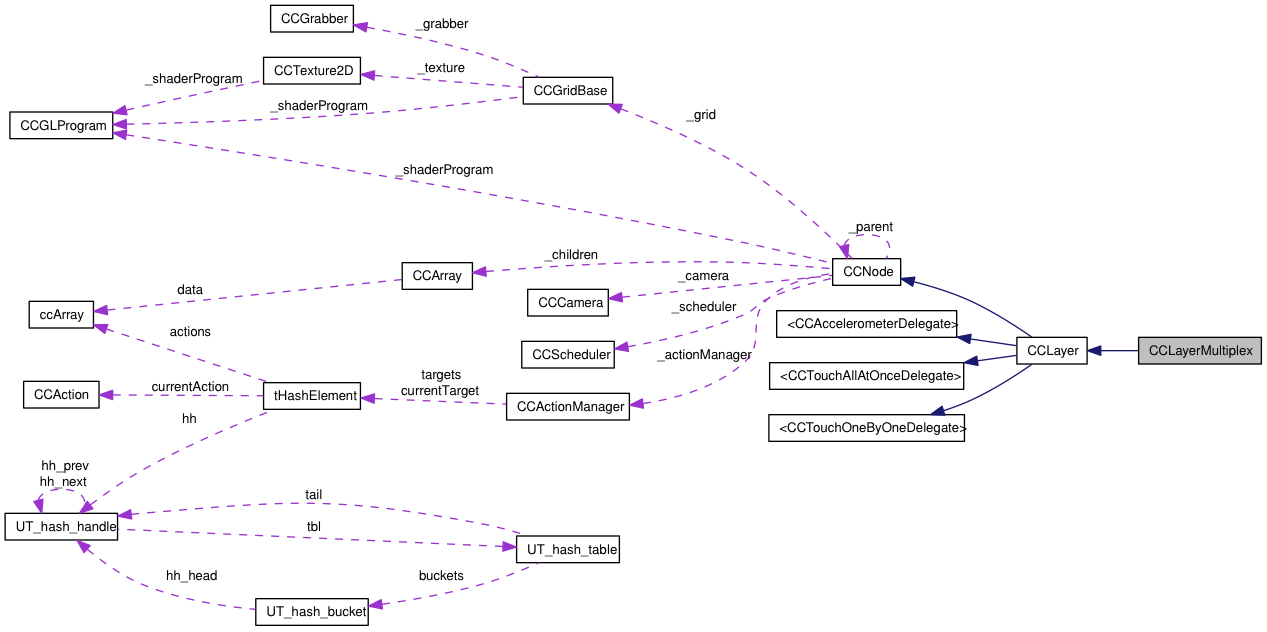 CCGrabber
_grabber
CCTexture2D
_texture
_shaderProgram
CCGridBase
_shaderProgram
CCGLProgram
_grid
_shaderProgram
_parent
_children
CCNode
CCArray
_camera
data
CCCamera
_scheduler
ccArray
<CCAccelerometerDelegate>
actions
CCScheduler
_actionManager
CCLayer
CCLayerMultiplex
targets
currentTarget
<CCTouchAllAtOnceDelegate>
currentAction
CCAction
tHashElement
CCActionManager
hh
<CCTouchOneByOneDelegate>
hh_prev
hh_next
tail
UT_hash_handle
tbl
UT_hash_table
hh_head
buckets
UT_hash_bucket